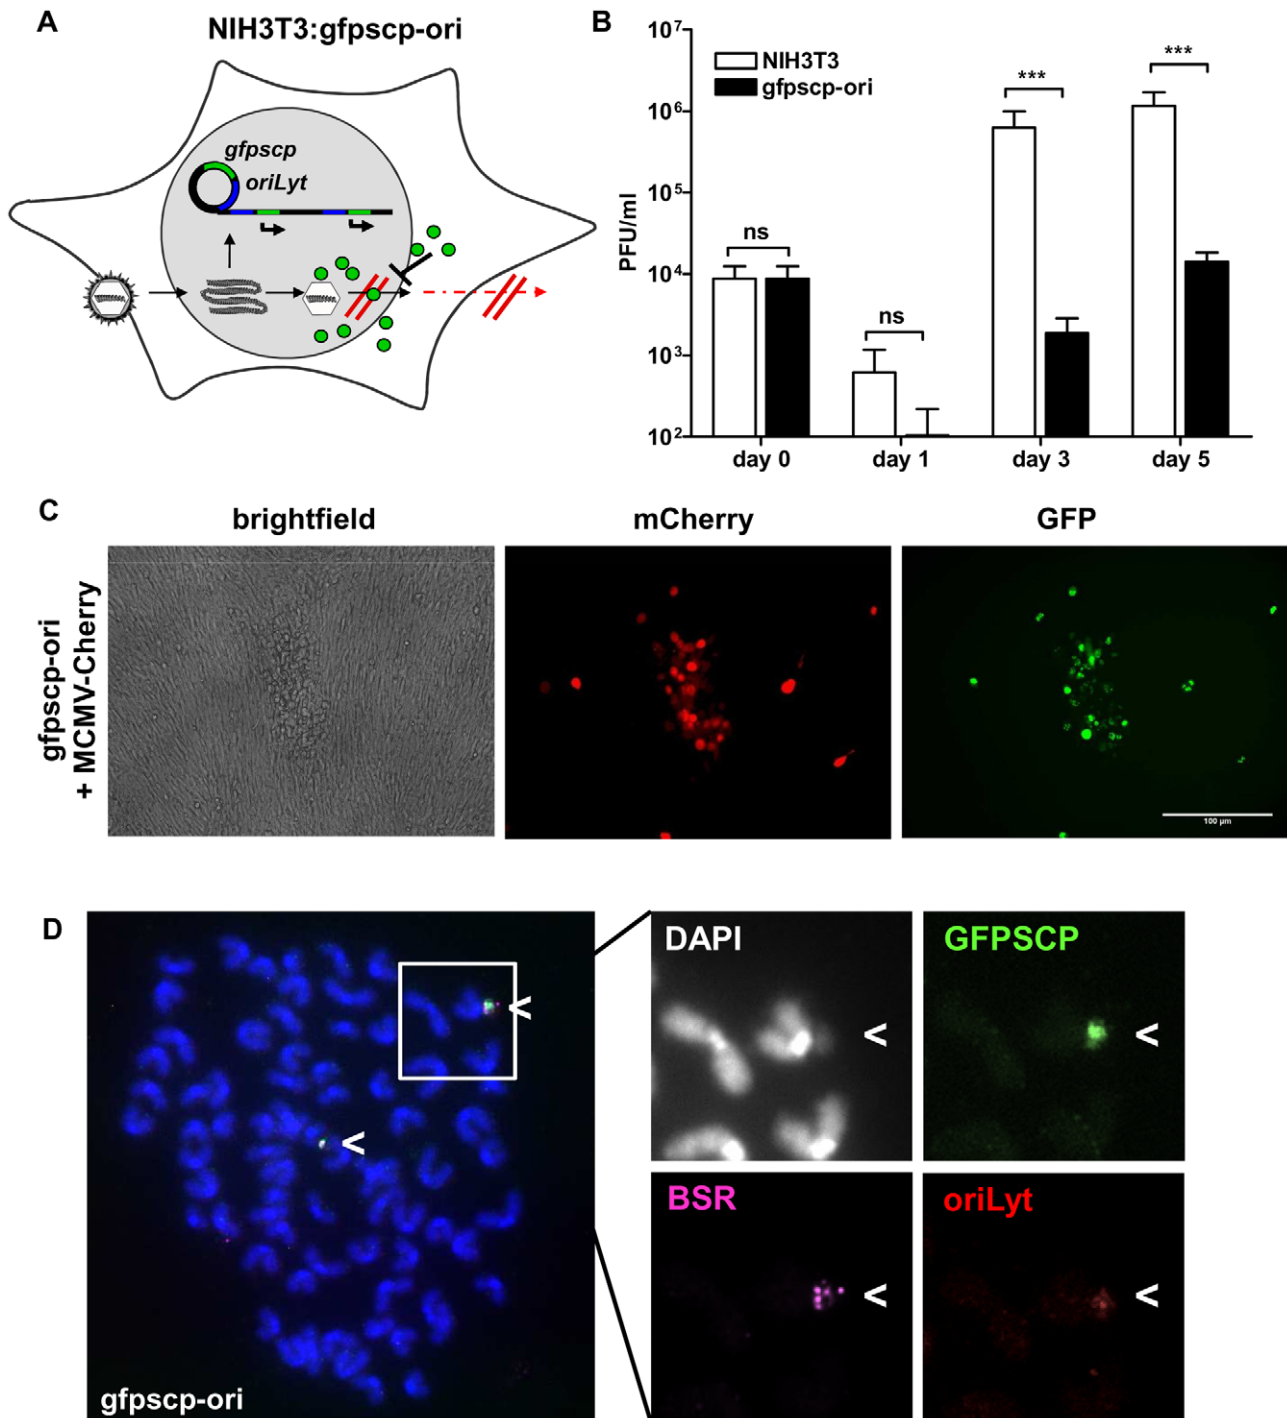 A
NIH3T3:gfpscp-ori
gfpscp
oriLyt
B
10⁷
10⁶
10⁵
10⁴
10³
10²
PFU/ml
NIH3T3
gfpscp-ori
ns
ns
***
***
day 0
day 1
day 3
day 5
C
brightfield
mCherry
GFP
gfpscp-ori
+ MCMV-Cherry
100 µm
D
gfpscp-ori
<
<
DAPI
<
GFPSCP
<
BSR
<
oriLyt
<